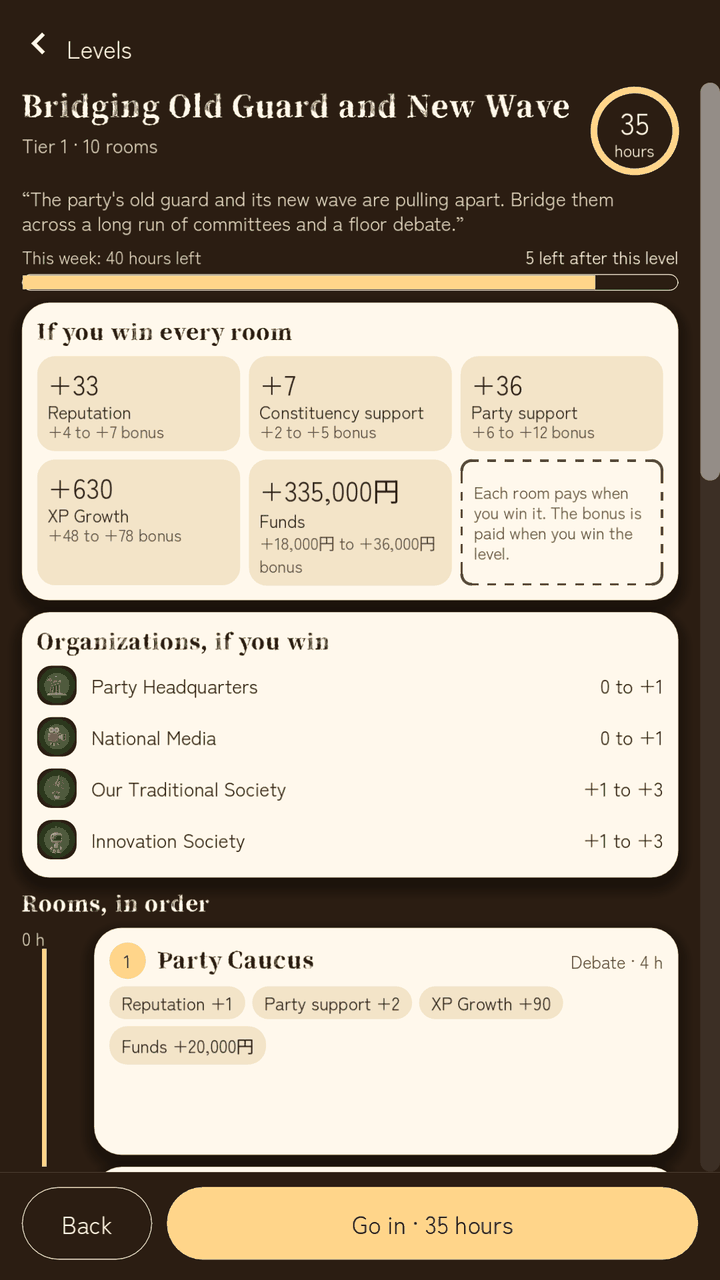 Levels
Bridging Old Guard and New Wave
Tier 1 · 10 rooms
35
hours
“The party's old guard and its new wave are pulling apart. Bridge them
across a long run of committees and a floor debate.”
This week: 40 hours left
5 left after this level
If you win every room
+33
Reputation
+4 to +7 bonus
+7
Constituency support
+2 to +5 bonus
+36
Party support
+6 to +12 bonus
+630
XP Growth
+48 to +78 bonus
+335,000円
Funds
+18,000円 to +36,000円
bonus
Each room pays when
you win it. The bonus is
paid when you win the
level.
Organizations, if you win
Party Headquarters
0 to +1
National Media
0 to +1
Our Traditional Society
+1 to +3
Innovation Society
+1 to +3
Rooms, in order
0 h
1
Party Caucus
Debate · 4 h
Reputation +1
Party support +2
XP Growth +90
Funds +20,000円
Back
Go in · 35 hours